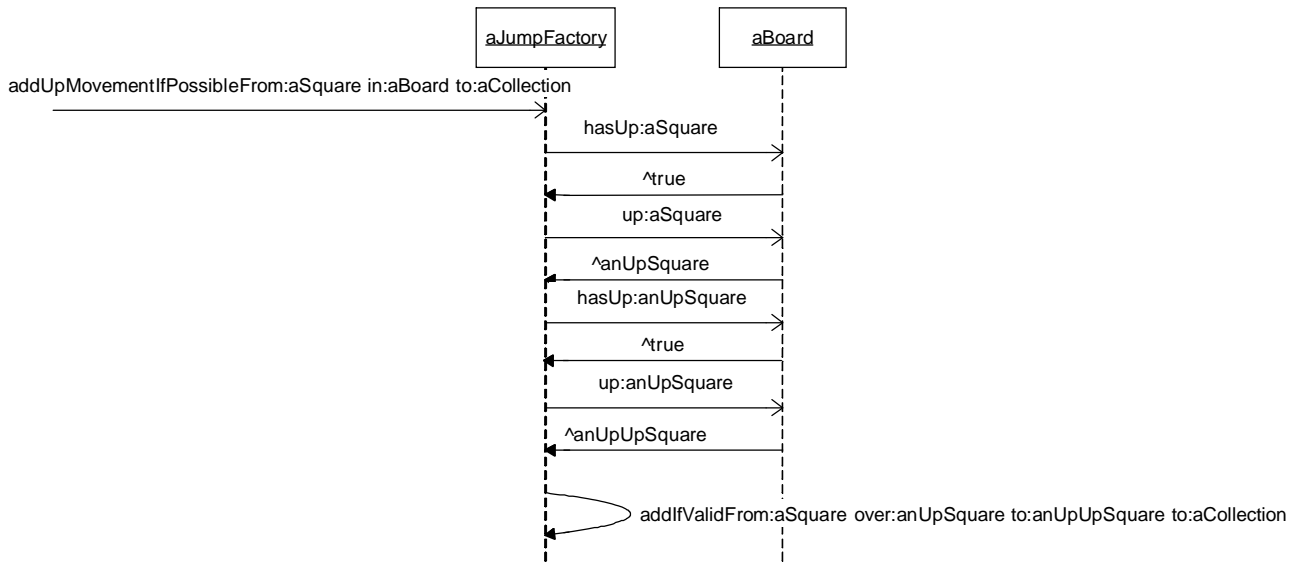 aJumpFactory
aBoard
addUpMovementIfPossibleFrom:aSquare in:aBoard to:aCollection
hasUp:aSquare
^true
up:aSquare
^anUpSquare
hasUp:anUpSquare
^true
up:anUpSquare
^anUpUpSquare
addIfValidFrom:aSquare over:anUpSquare to:anUpUpSquare to:aCollection